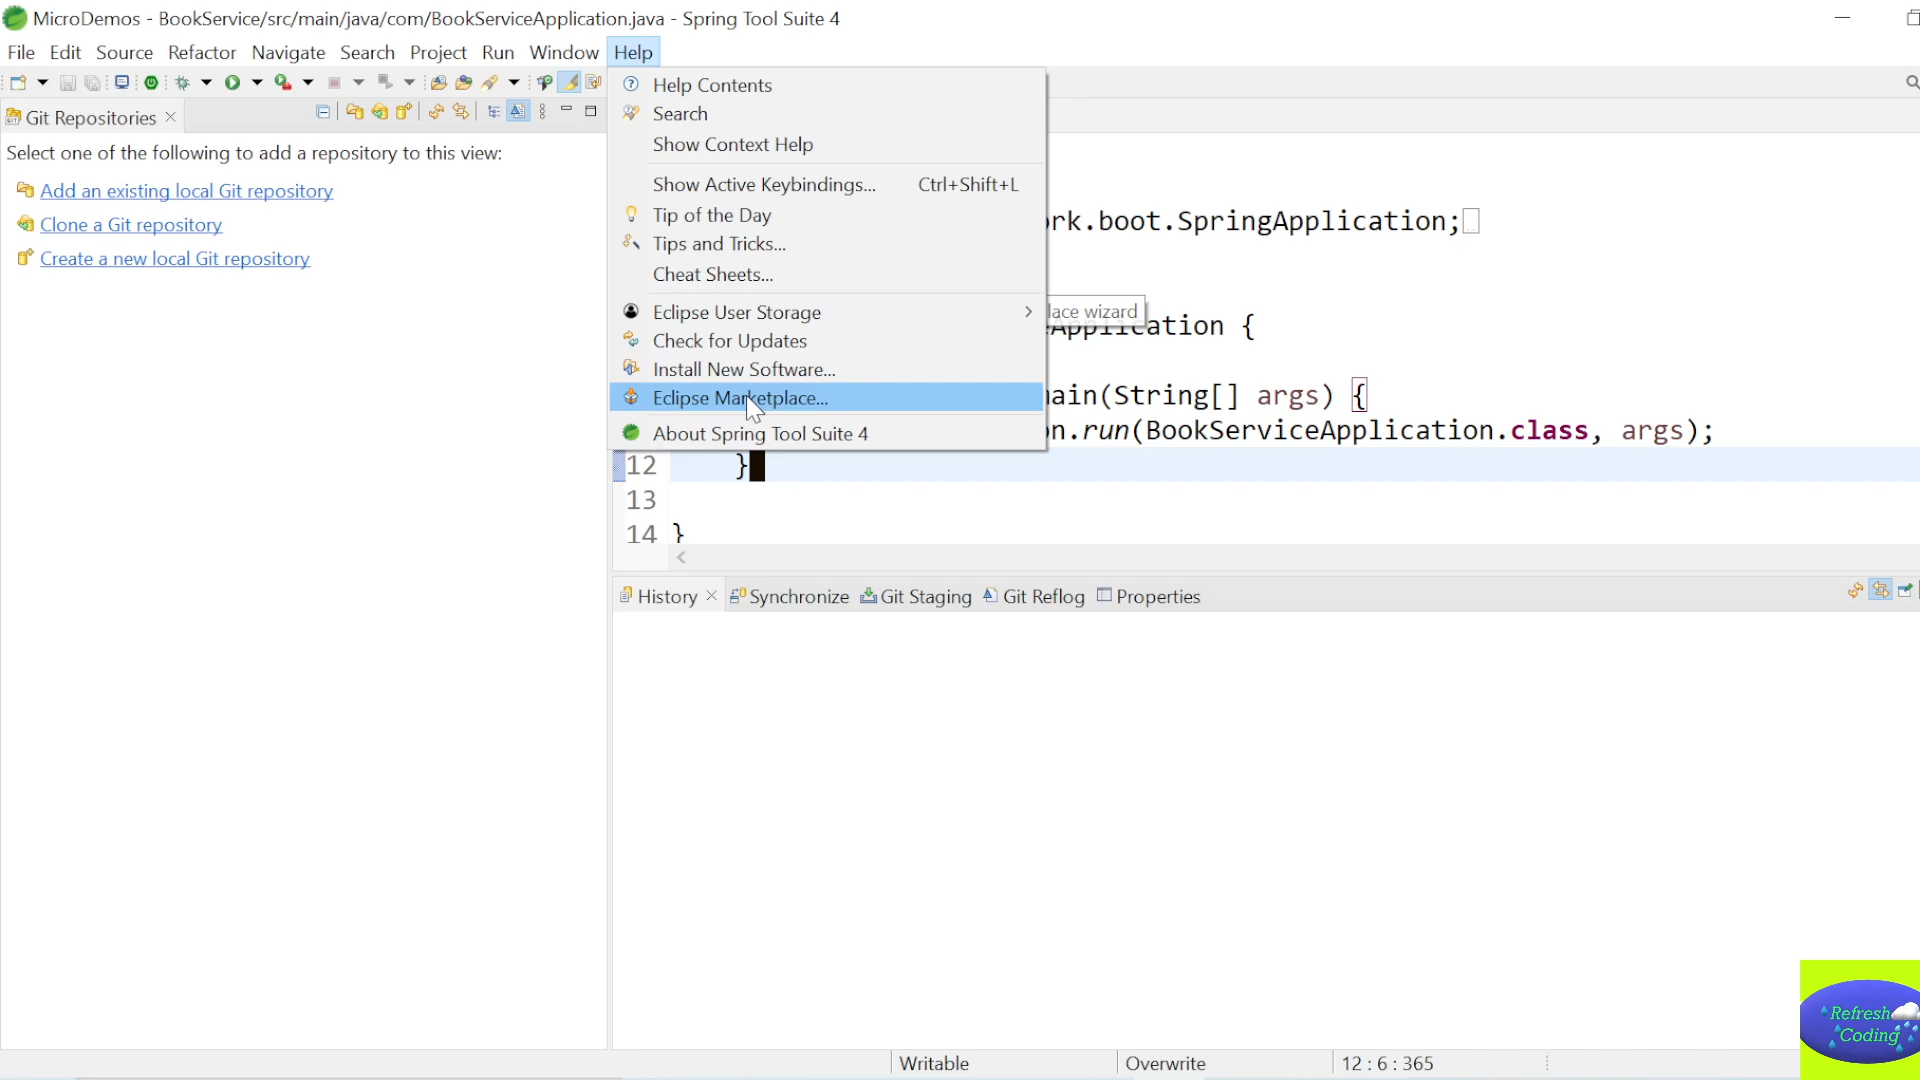 MicroDemos - BookService/src/main/java/com/BookServiceApplication.java - Spring Tool Suite 4
File Edit Source Refactor Navigate Search Project Run Window Help
Git Repositories
Select one of the following to add a repository to this view:
Add an existing local Git repository
Clone a Git repository
Create a new local Git repository
Help Contents
Search
Show Context Help
Show Active Keybindings... Ctrl+Shift+L
Tip of the Day
Tips and Tricks...
Cheat Sheets...
Eclipse User Storage
Check for Updates
Install New Software...
Eclipse Marketplace...
About Spring Tool Suite 4
rk.boot.SpringApplication;
lace wizard
Application {
ain(String[] args) {
n.run(BookServiceApplication.class, args);
12 }
13
14 }
History Synchronize Git Staging Git Reflog Properties
Writable Overwrite 12 : 6 : 365
Refresh
Coding